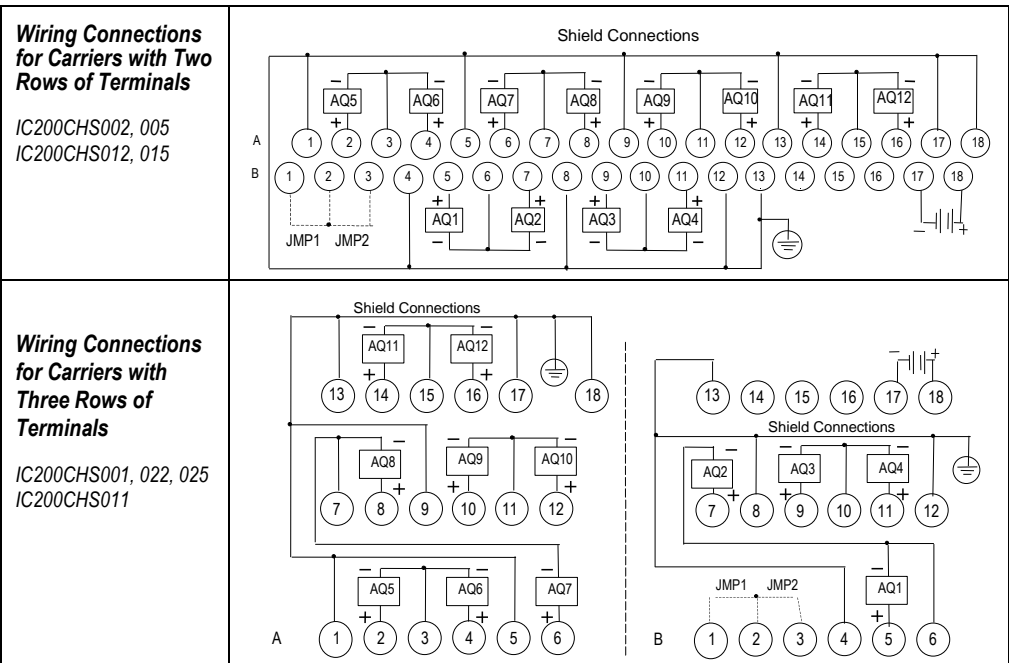 Wiring Connections
for Carriers with Two
Rows of Terminals
IC200CHS002, 005
IC200CHS012, 015
Shield Connections
− − − − − − − −
AQ5 AQ6 AQ7 AQ8 AQ9 AQ10 AQ11 AQ12
+ + + + + + + +
A 1 2 3 4 5 6 7 8 9 10 11 12 13 14 15 16 17 18
B 1 2 3 4 5 6 7 8 9 10 11 12 13 14 15 16 17 18
+ + + + − +
AQ1 AQ2 AQ3 AQ4
JMP1 JMP2 − − − −
Wiring Connections
for Carriers with
Three Rows of
Terminals
IC200CHS001, 022, 025
IC200CHS011
Shield Connections
− −
AQ11 AQ12
+ +
13 14 15 16 17 18
− − −
AQ8 AQ9 AQ10
+ + +
7 8 9 10 11 12
− − −
AQ5 AQ6 AQ7
+ + +
A 1 2 3 4 5 6
− +
13 14 15 16 17 18
Shield Connections
− − −
AQ2 AQ3 AQ4
+ + +
7 8 9 10 11 12
JMP1 JMP2 −
AQ1
+
B 1 2 3 4 5 6